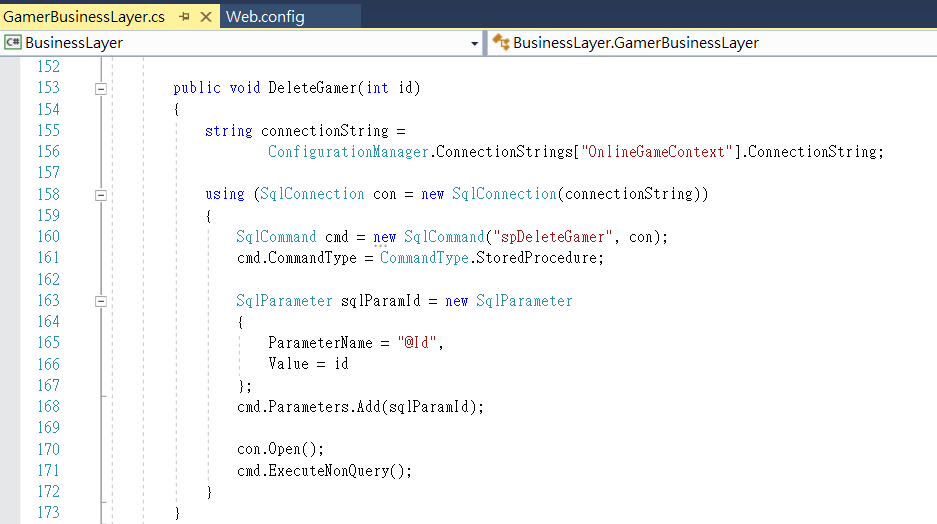 GamerBusinessLayer.cs Web.config
C# BusinessLayer BusinessLayer.GamerBusinessLayer
152
153 public void DeleteGamer(int id)
154 {
155 string connectionString =
156 ConfigurationManager.ConnectionStrings["OnlineGameContext"].ConnectionString;
157
158 using (SqlConnection con = new SqlConnection(connectionString))
159 {
160 SqlCommand cmd = new SqlCommand("spDeleteGamer", con);
161 cmd.CommandType = CommandType.StoredProcedure;
162
163 SqlParameter sqlParamId = new SqlParameter
164 {
165 ParameterName = "@Id",
166 Value = id
167 };
168 cmd.Parameters.Add(sqlParamId);
169
170 con.Open();
171 cmd.ExecuteNonQuery();
172 }
173 }